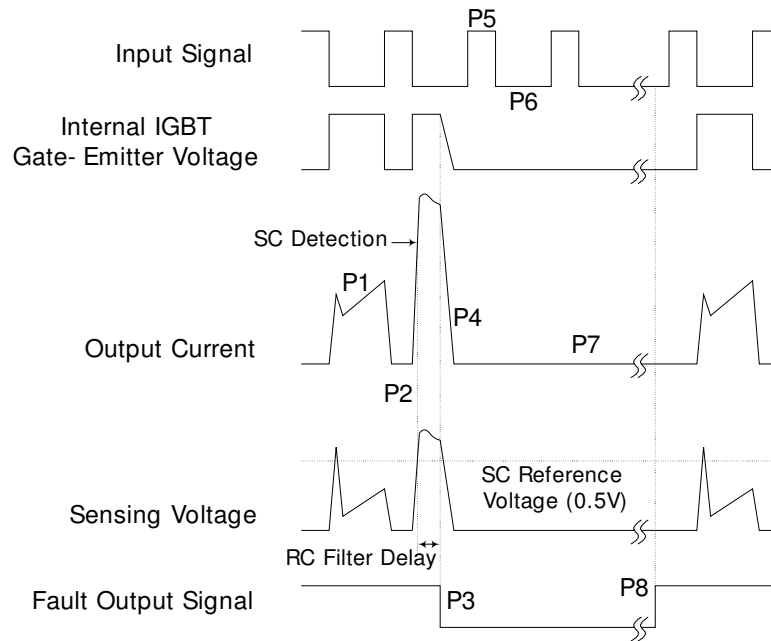 P5
Input Signal
P6
Internal IGBT
Gate- Emitter Voltage
SC Detection
P1
P4
Output Current
P7
P2
SC Reference
Voltage (0.5V)
Sensing Voltage
RC Filter Delay
Fault Output Signal
P3
P8